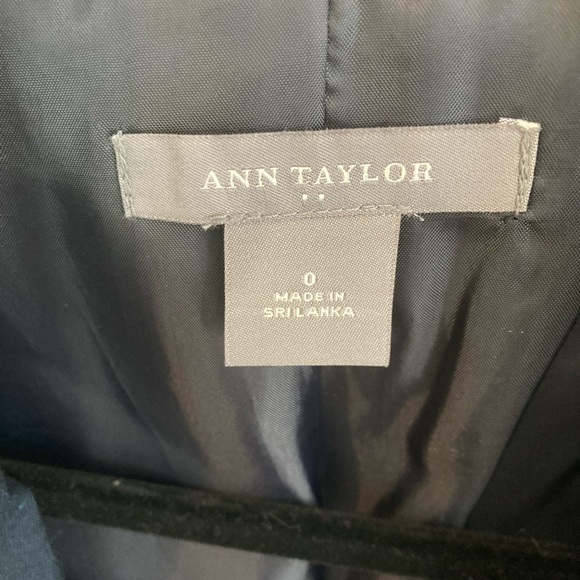 ANN TAYLOR
0
MADE IN
SRI LANKA